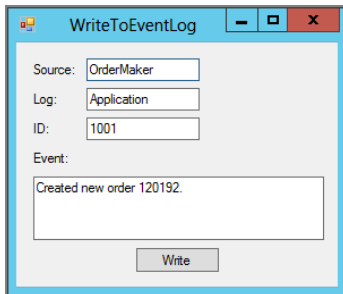 WriteToEventLog
Source: OrderMaker
Log: Application
ID: 1001
Event:
Created new order 120192.
Write